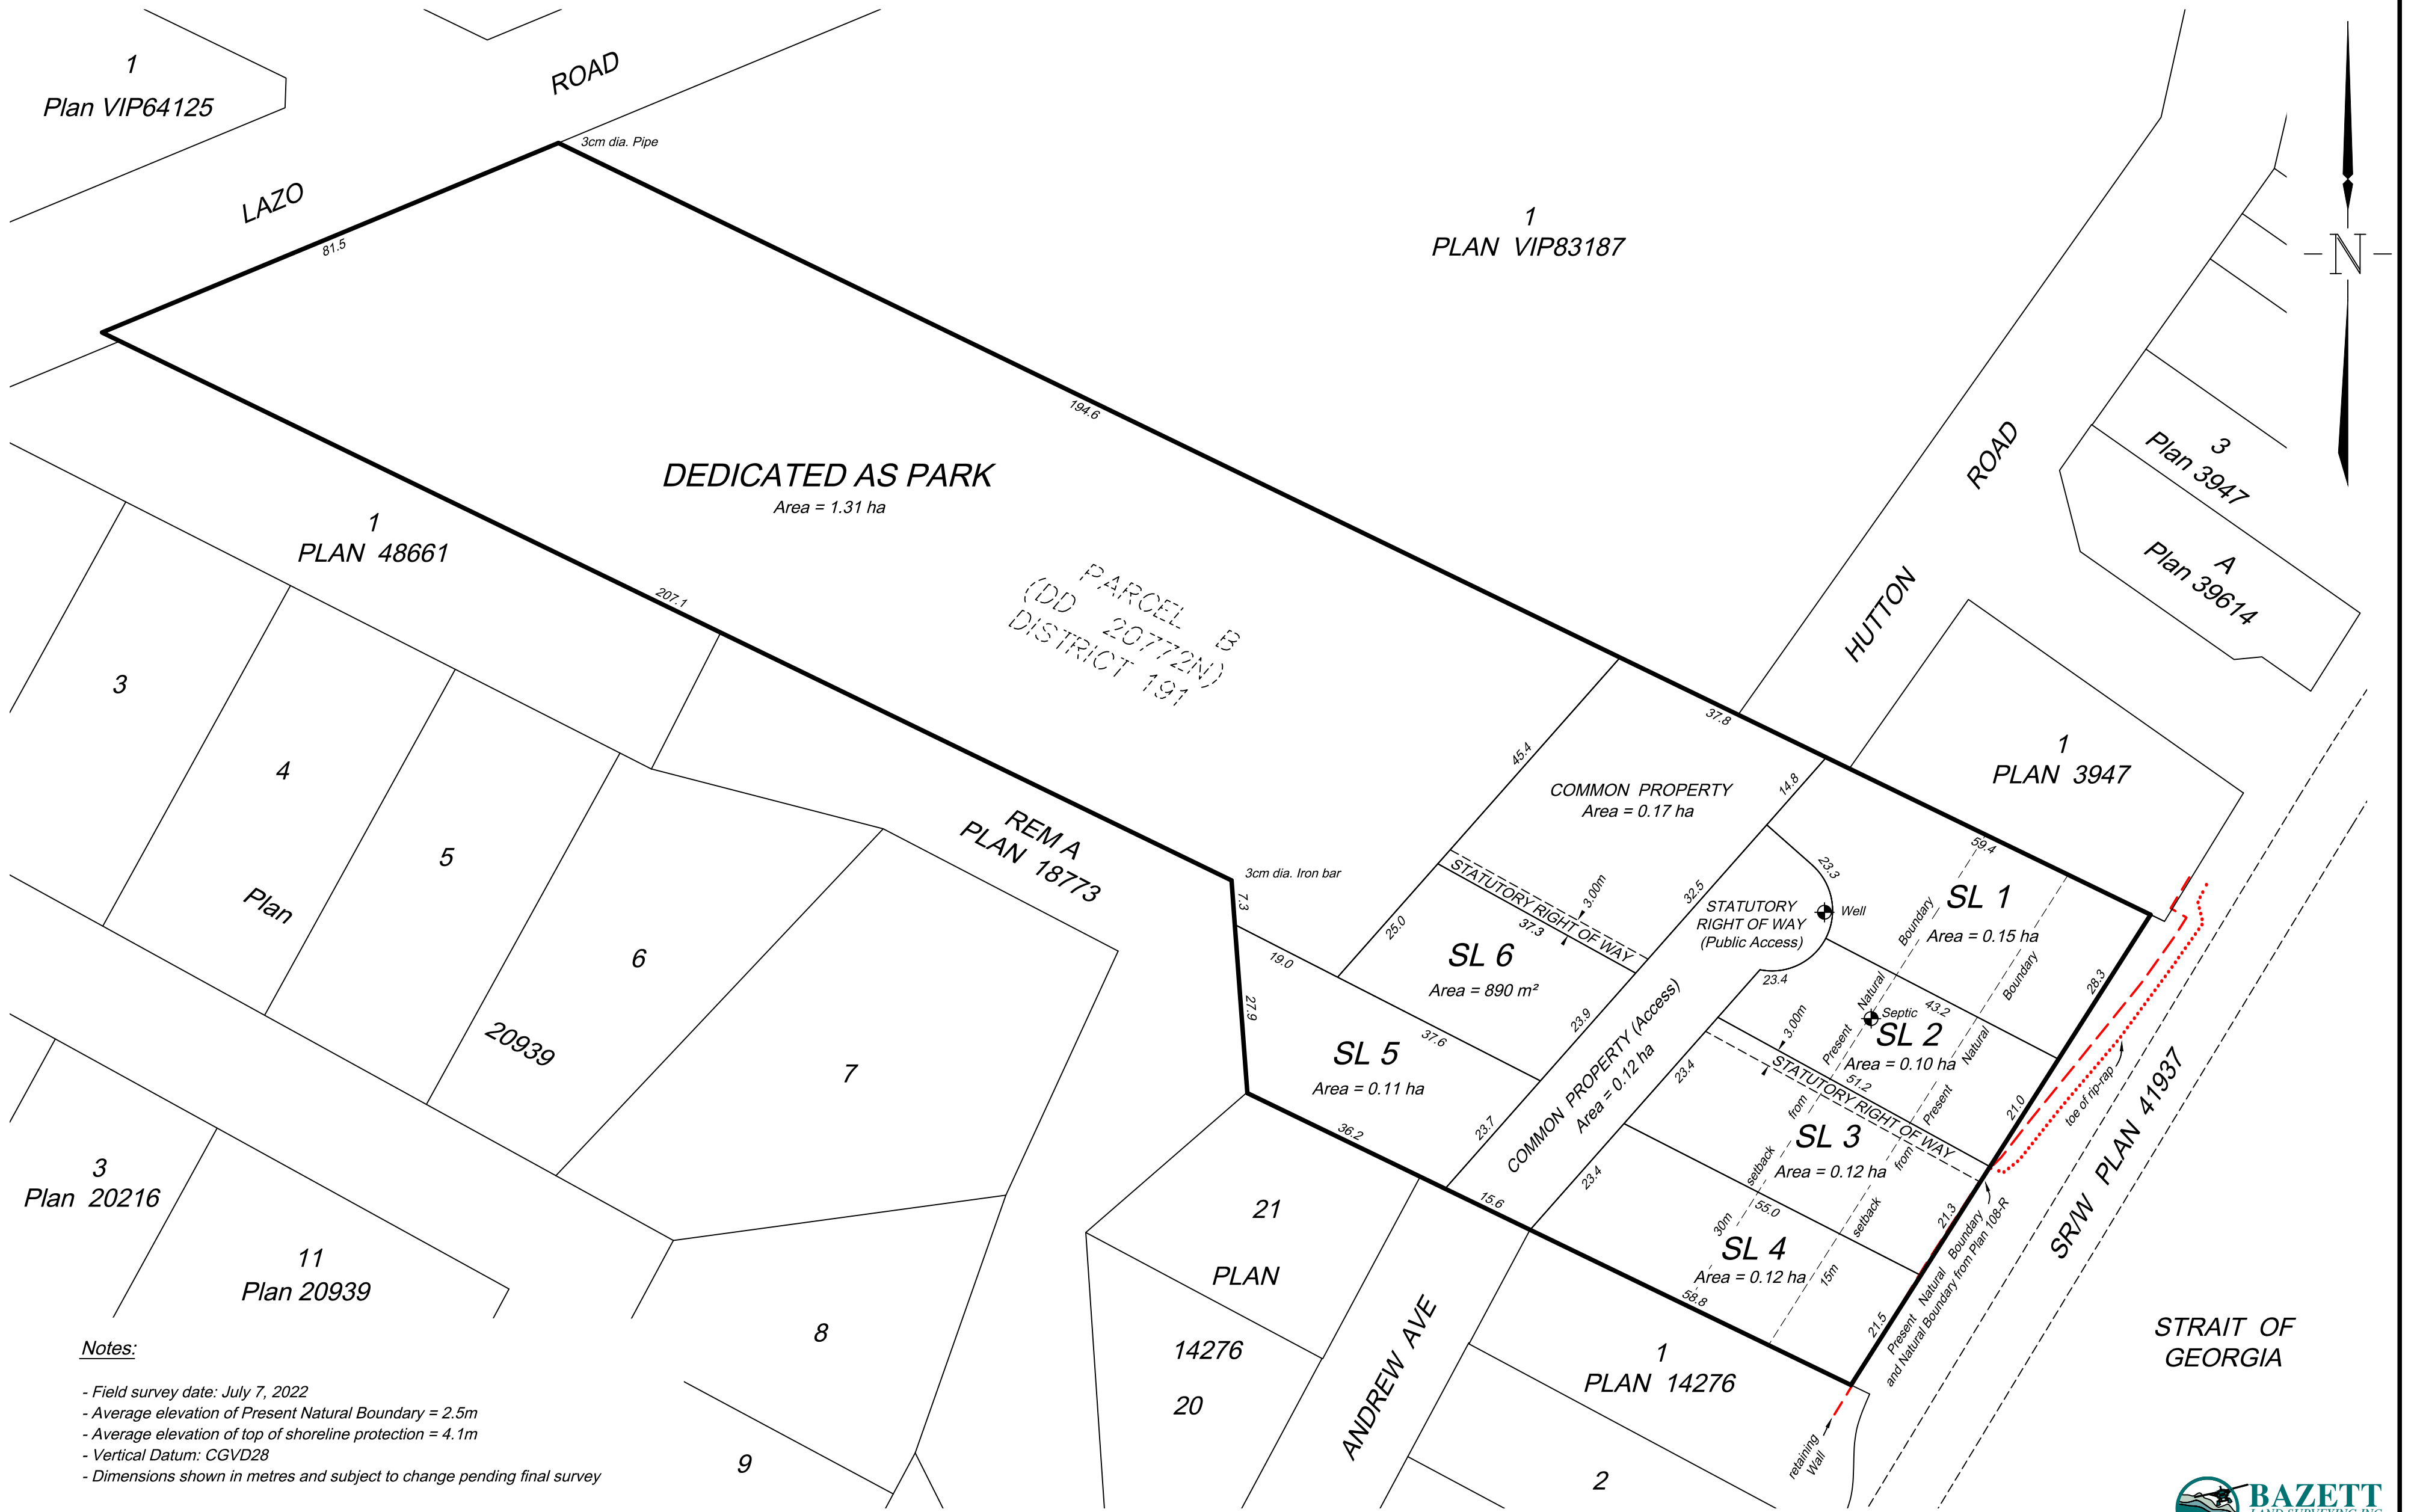 1
Plan VIP64125
LAZO
ROAD
3cm dia. Pipe
81.5
1
PLAN VIP83187
N
194.6
DEDICATED AS PARK
Area = 1.31 ha
HUTTON
ROAD
3
Plan 3947
A
Plan 39614
1
PLAN 48661
207.1
PARCEL B
(DD 20772N)
DISTRICT 191
3
4
5
6
7
Plan
20939
REM A
PLAN 18773
3cm dia. Iron bar
7.3
27.9
37.8
45.4
14.8
COMMON PROPERTY
Area = 0.17 ha
1
PLAN 3947
59.4
STATUTORY RIGHT OF WAY
3.00m
37.3
25.0
32.5
23.3
STATUTORY
RIGHT OF WAY
(Public Access)
Well
SL 1
Area = 0.15 ha
28.3
SL 6
Area = 890 m²
19.0
37.6
23.9
23.4
SL 5
Area = 0.11 ha
36.2
23.7
COMMON PROPERTY (Access)
Area = 0.12 ha
15.6
Septic
43.2
SL 2
Area = 0.10 ha
21.0
3.00m
51.2
STATUTORY RIGHT OF WAY
23.4
SL 3
Area = 0.12 ha
21.3
55.0
23.4
SL 4
Area = 0.12 ha
58.8
21.5
30m setback from Present Natural Boundary
15m setback from Present Natural Boundary
toe of rip-rap
Present Natural Boundary
and Natural Boundary from Plan 108-R
SR/W PLAN 41937
STRAIT OF
GEORGIA
retaining
Wall
3
Plan 20216
11
Plan 20939
8
9
21
PLAN
14276
20
ANDREW AVE
1
PLAN 14276
2
Notes:
- Field survey date: July 7, 2022
- Average elevation of Present Natural Boundary = 2.5m
- Average elevation of top of shoreline protection = 4.1m
- Vertical Datum: CGVD28
- Dimensions shown in metres and subject to change pending final survey
BAZETT
LAND SURVEYING INC.